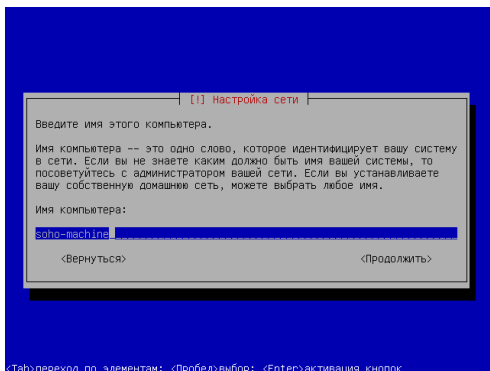 [!] Настройка сети
Введите имя этого компьютера.
Имя компьютера -- это одно слово, которое идентифицирует вашу систему
в сети. Если вы не знаете каким должно быть имя вашей системы, то
посоветуйтесь с администратором вашей сети. Если вы устанавливаете
вашу собственную домашнюю сеть, можете выбрать любое имя.
Имя компьютера:
soho-machine
<Вернуться> <Продолжить>
<Tab>переход по элементам; <Пробел>выбор; <Enter>активация кнопок